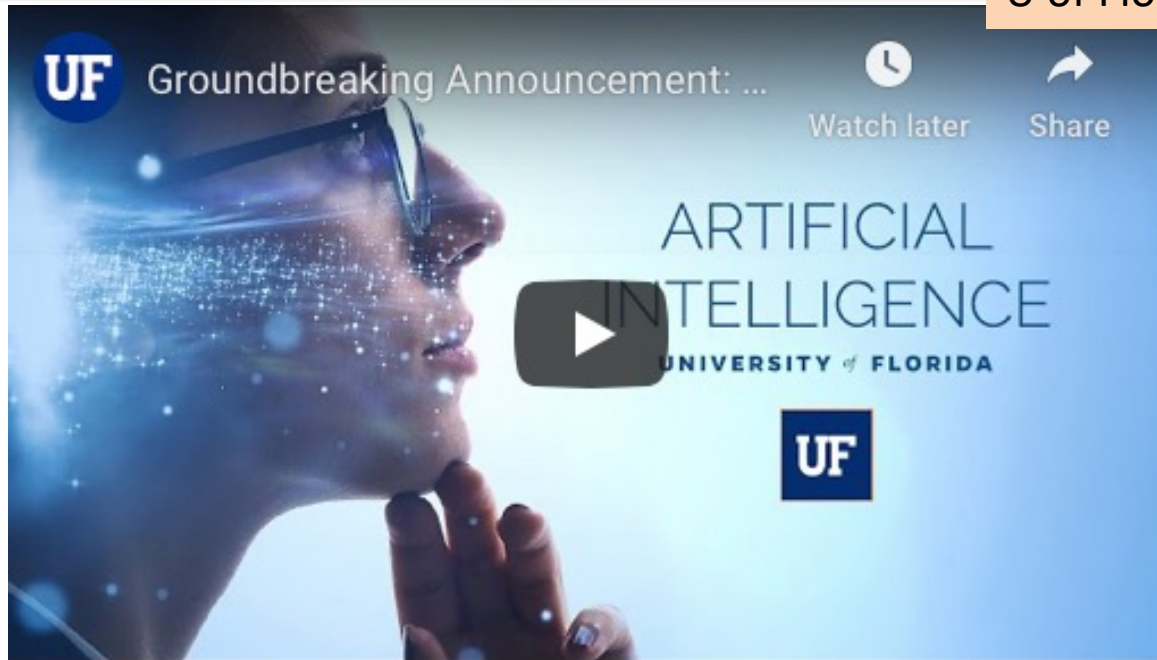 UF Groundbreaking Announcement: ...
Watch later
Share
ARTIFICIAL
INTELLIGENCE
UNIVERSITY of FLORIDA
UF